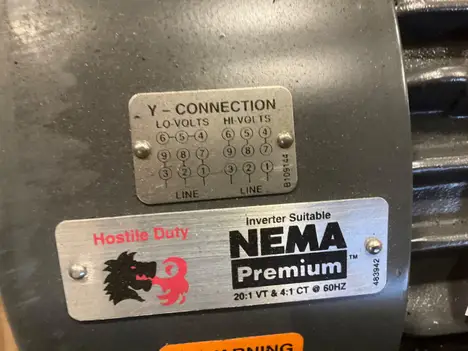 Y – CONNECTION
LO-VOLTS HI-VOLTS
6-5-4 6 5 4
9 8 7 9 8 7
3 2 1 3 2 1
LINE LINE
B109144
Hostile Duty
Inverter Suitable
NEMA
Premium™
20:1 VT & 4:1 CT @ 60HZ
483942
WARNING